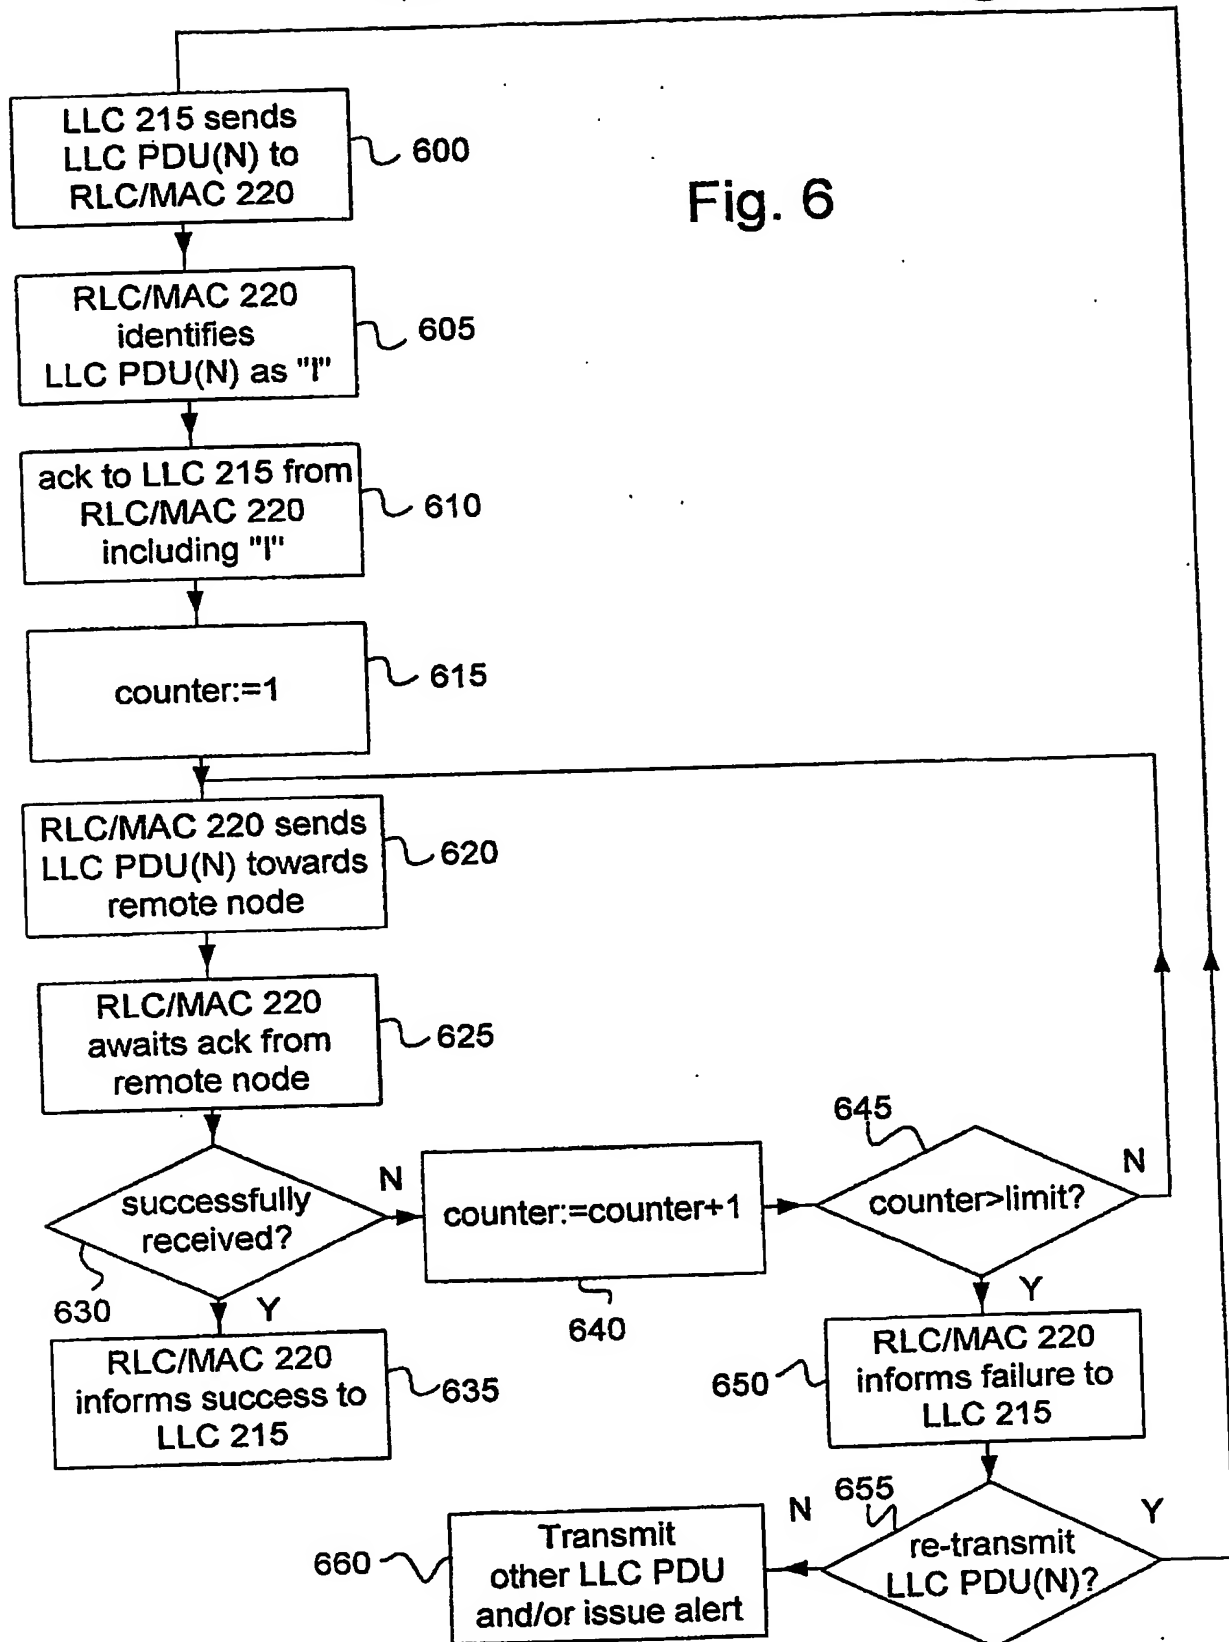 LLC 215 sends
LLC PDU(N) to
RLC/MAC 220
600
Fig. 6
RLC/MAC 220
identifies
LLC PDU(N) as "I"
605
ack to LLC 215 from
RLC/MAC 220
including "I"
610
counter:=1
615
RLC/MAC 220 sends
LLC PDU(N) towards
remote node
620
RLC/MAC 220
awaits ack from
remote node
625
successfully
received?
630
N
Y
counter:=counter+1
640
645
counter>limit?
N
Y
RLC/MAC 220
informs success to
LLC 215
635
RLC/MAC 220
informs failure to
LLC 215
650
655
re-transmit
LLC PDU(N)?
N
Y
Transmit
other LLC PDU
and/or issue alert
660